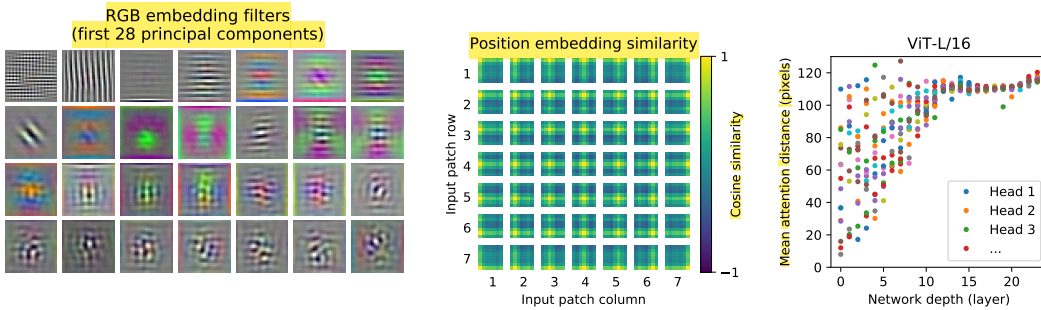 RGB embedding filters
(first 28 principal components)
Position embedding similarity
1
2
3
4
5
6
7
Input patch row
1 2 3 4 5 6 7
Input patch column
1
−1
Cosine similarity
ViT-L/16
120
100
80
60
40
20
0
Mean attention distance (pixels)
0 5 10 15 20
Network depth (layer)
Head 1
Head 2
Head 3
...